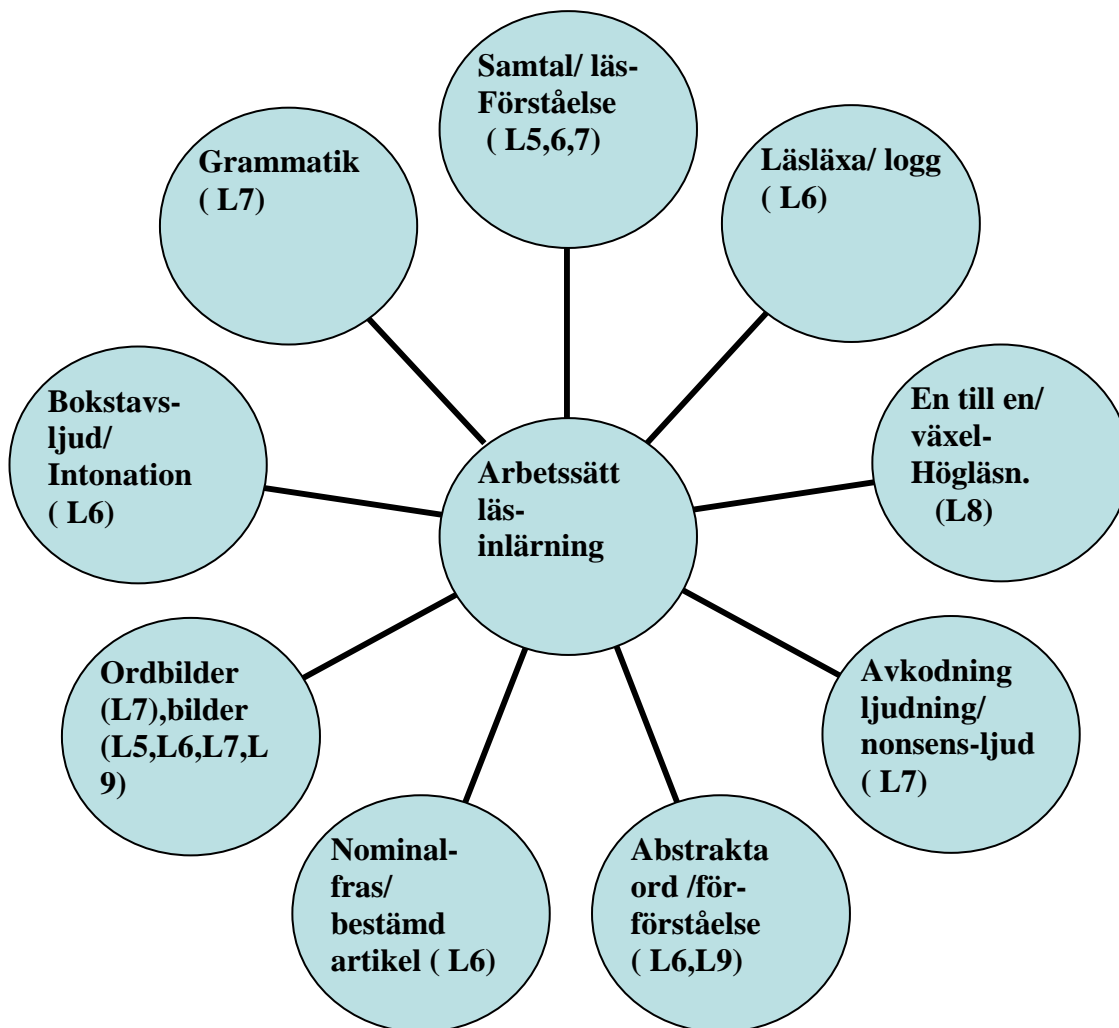 Samtal/ läs-
Förståelse
( L5,6,7)
Grammatik
( L7)
Läsläxa/ logg
( L6)
Bokstavs-
ljud/
Intonation
( L6)
En till en/
växel-
Högläsn.
(L8)
Arbetssätt
läs-
inlärning
Ordbilder
(L7),bilder
(L5,L6,L7,L
9)
Avkodning
ljudning/
nonsens-ljud
( L7)
Nominal-
fras/
bestämd
artikel ( L6)
Abstrakta
ord /för-
förståelse
( L6,L9)